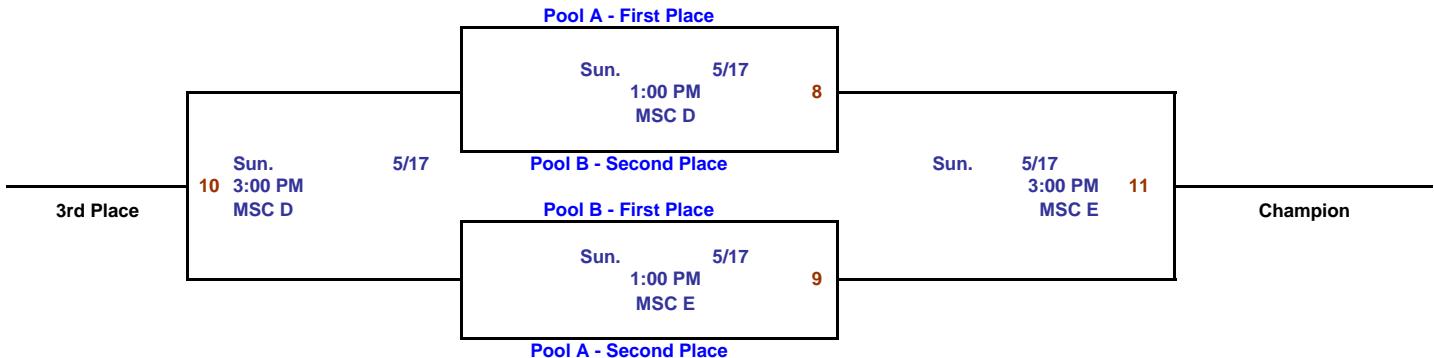 Pool A - First Place
Sun. 5/17
1:00 PM 8
MSC D
Pool B - Second Place
Sun. 5/17
10 3:00 PM
MSC D
3rd Place
Sun. 5/17
3:00 PM 11
MSC E
Champion
Pool B - First Place
Sun. 5/17
1:00 PM 9
MSC E
Pool A - Second Place